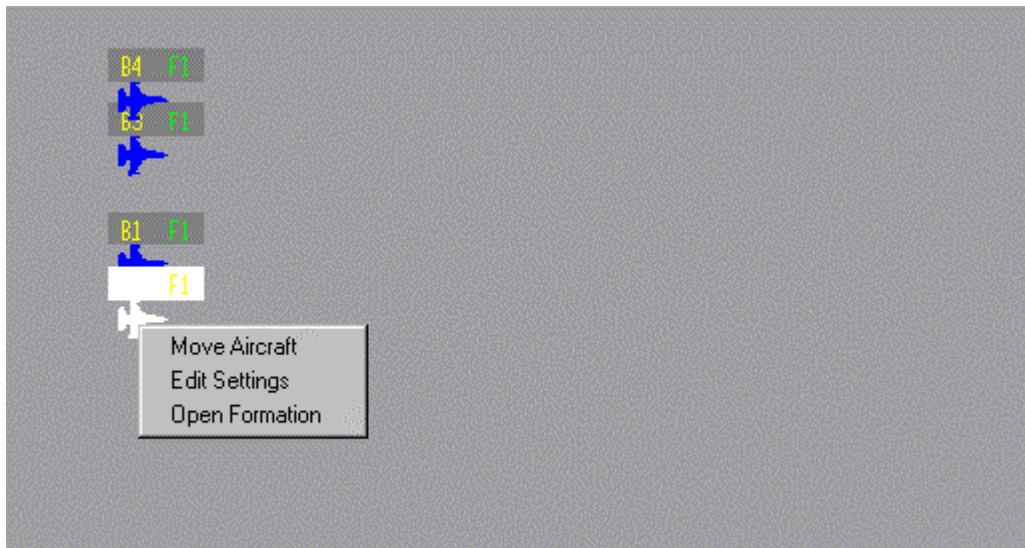 B4 F1
B3 F1
B1 F1
F1
Move Aircraft
Edit Settings
Open Formation